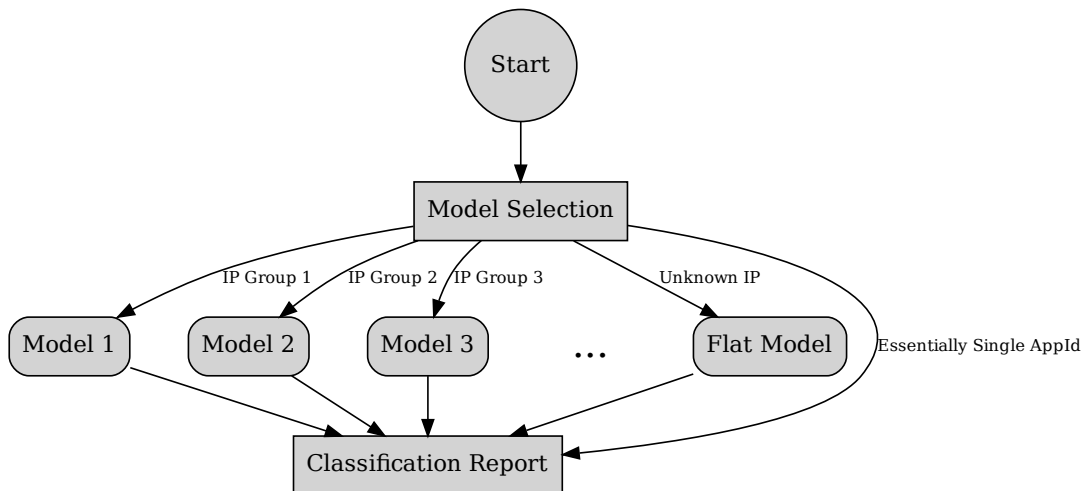 Start
Model Selection
IP Group 1
IP Group 2
IP Group 3
Unknown IP
Essentially Single AppId
Model 1
Model 2
Model 3
...
Flat Model
Classification Report